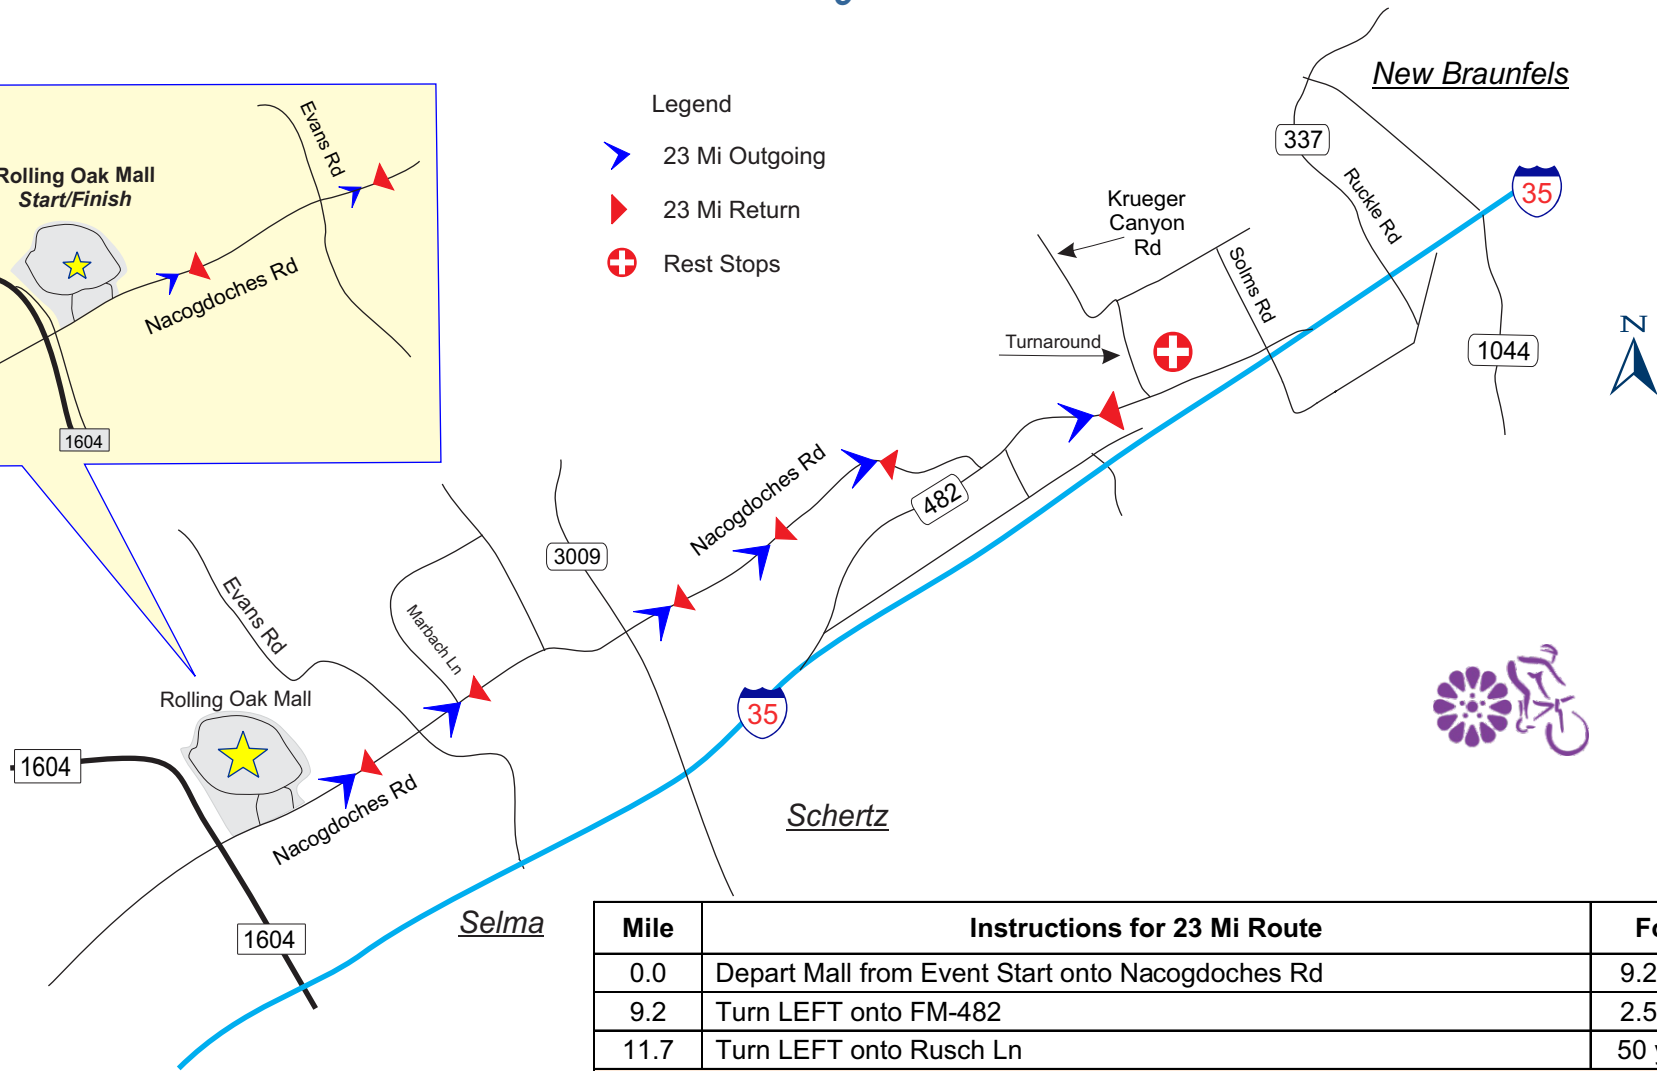 New Braunfels
Legend
23 Mi Outgoing
23 Mi Return
Rest Stops
Evans Rd
Rolling Oak Mall
Start/Finish
Nacogdoches Rd
1604
337
Ruckle Rd
35
Krueger
Canyon
Rd
Solms Rd
Turnaround
1044
N
Nacogdoches Rd
482
3009
Evans Rd
Marbach Ln
Rolling Oak Mall
35
1604
Nacogdoches Rd
Schertz
Selma
1604
Mile Instructions for 23 Mi Route
0.0 Depart Mall from Event Start onto Nacogdoches Rd 9.2
9.2 Turn LEFT onto FM-482 2.5
11.7 Turn LEFT onto Rusch Ln 50